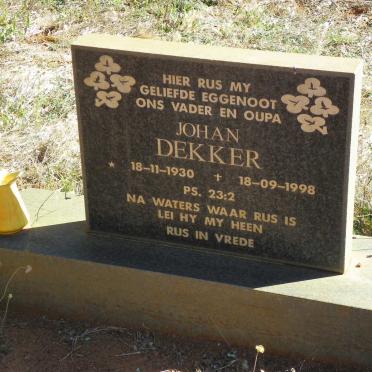 HIER RUS MY
GELIEFDE EGGENOOT
ONS VADER EN OUPA
JOHAN
DEKKER
* 18-11-1930 + 18-09-1998
PS. 23:2
NA WATERS WAAR RUS IS
LEI HY MY HEEN
RUS IN VREDE